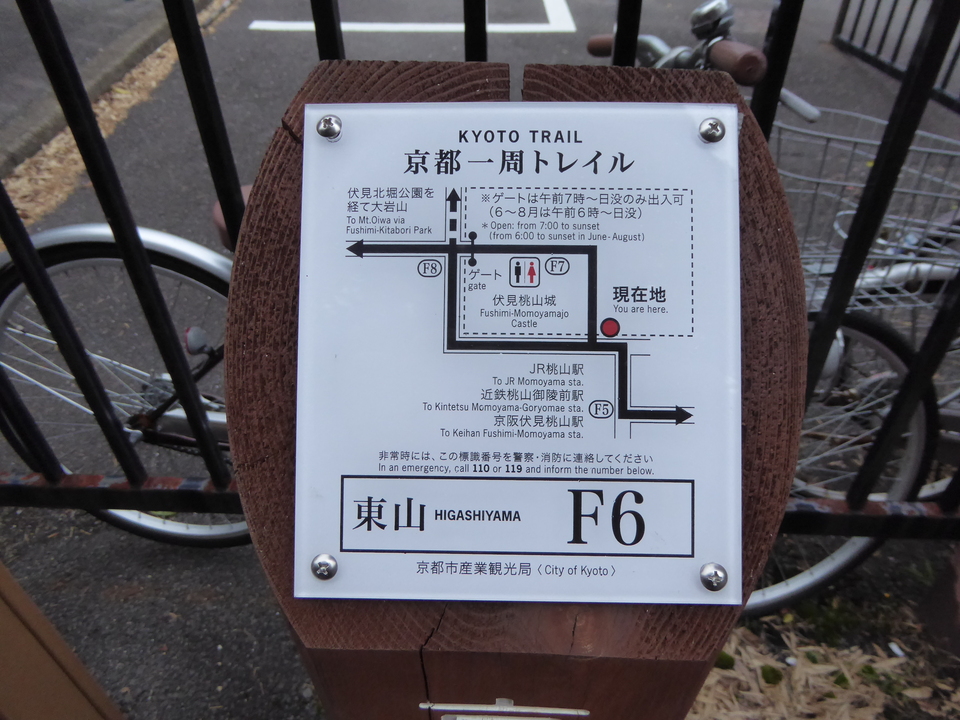 KYOTO TRAIL
京都一周トレイル
伏見北堀公園を
経て大岩山
To Mt.Oiwa via
Fushimi-Kitabori Park
※ゲートは午前7時～日没のみ出入可
（6～8月は午前6時～日没）
＊Open: from 7:00 to sunset
(from 6:00 to sunset in June-August)
F8
ゲート
gate
F7
伏見桃山城
Fushimi-Momoyamajo
Castle
現在地
You are here.
JR桃山駅
To JR Momoyama sta.
近鉄桃山御陵前駅
To Kintetsu Momoyama-Goryomae sta.
京阪伏見桃山駅
To Keihan Fushimi-Momoyama sta.
F5
非常時には、この標識番号を警察・消防に連絡してください
In an emergency, call 110 or 119 and inform the number below.
東山 HIGASHIYAMA F6
京都市産業観光局〈City of Kyoto〉